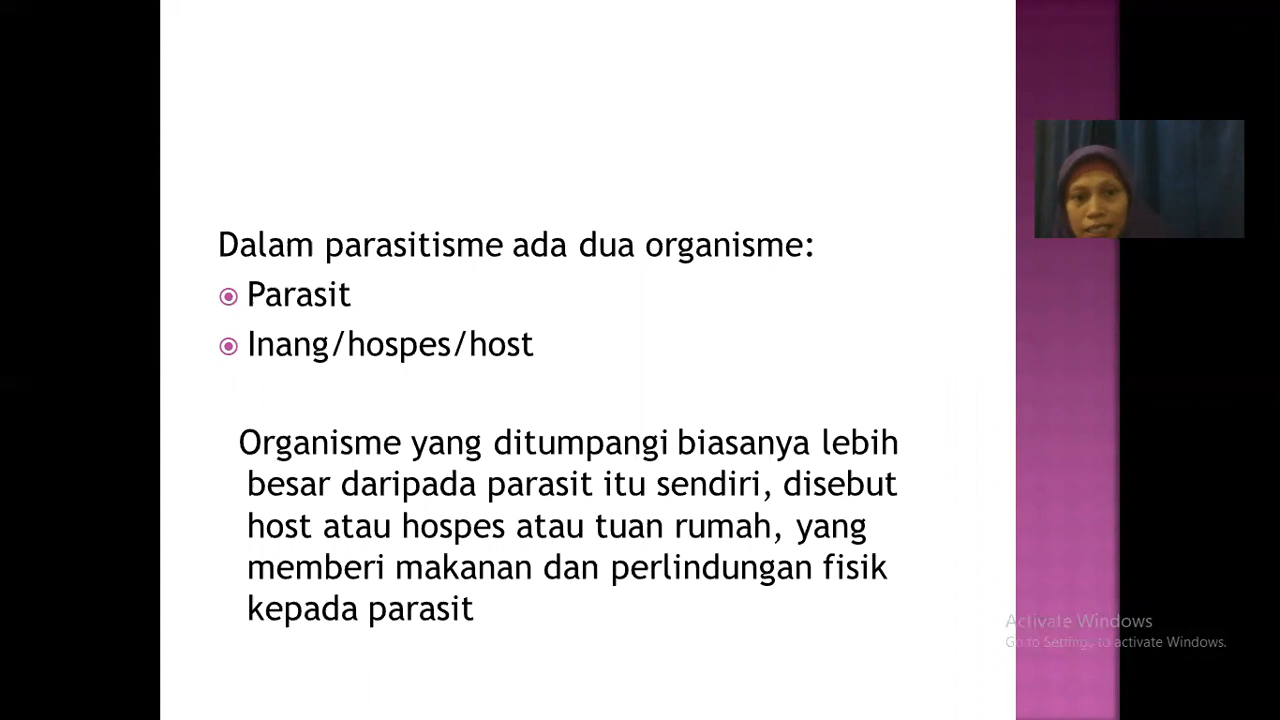 Dalam parasitisme ada dua organisme:
Parasit
Inang/hospes/host
Organisme yang ditumpangi biasanya lebih
besar daripada parasit itu sendiri, disebut
host atau hospes atau tuan rumah, yang
memberi makanan dan perlindungan fisik
kepada parasit
Activate Windows
Go to Settings to activate Windows.